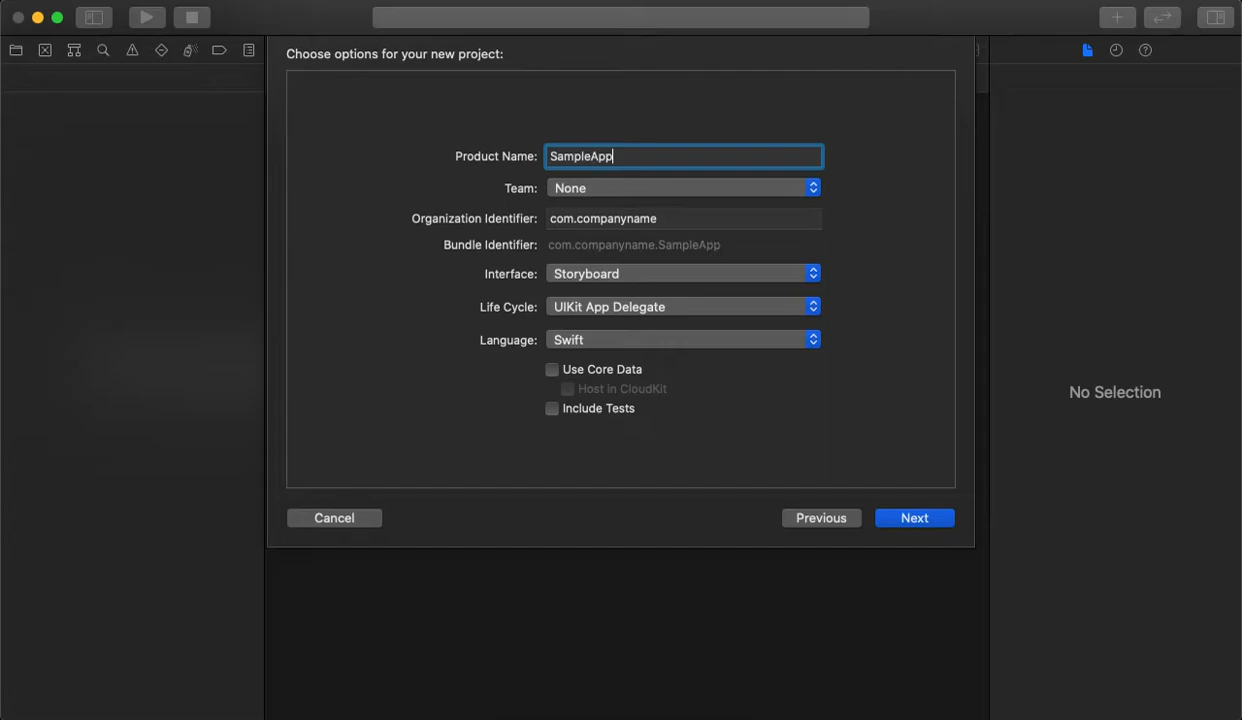 Choose options for your new project:
Product Name: SampleApp
Team: None
Organization Identifier: com.companyname
Bundle Identifier: com.companyname.SampleApp
Interface: Storyboard
Life Cycle: UIKit App Delegate
Language: Swift
Use Core Data
Host in CloudKit
Include Tests
No Selection
Cancel Previous Next